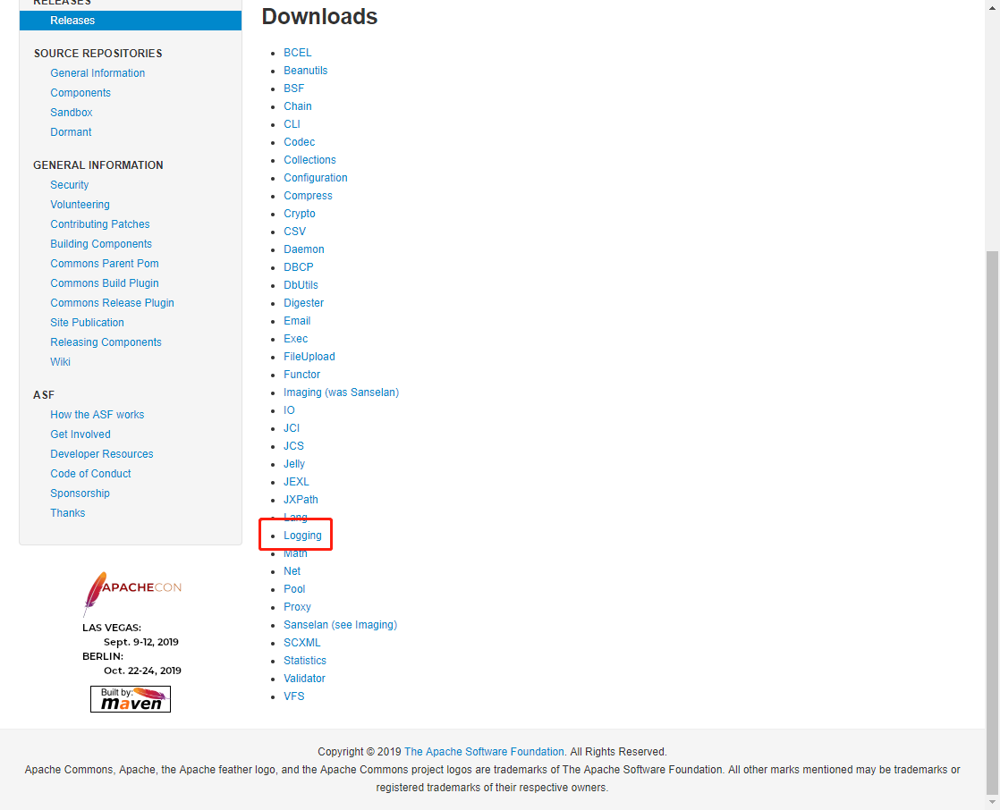 RELEASES
Releases
SOURCE REPOSITORIES
General Information
Components
Sandbox
Dormant
GENERAL INFORMATION
Security
Volunteering
Contributing Patches
Building Components
Commons Parent Pom
Commons Build Plugin
Commons Release Plugin
Site Publication
Releasing Components
Wiki
ASF
How the ASF works
Get Involved
Developer Resources
Code of Conduct
Sponsorship
Thanks
APACHECON
LAS VEGAS:
Sept. 9-12, 2019
BERLIN:
Oct. 22-24, 2019
Built by:
maven
Downloads
BCEL
Beanutils
BSF
Chain
CLI
Codec
Collections
Configuration
Compress
Crypto
CSV
Daemon
DBCP
DbUtils
Digester
Email
Exec
FileUpload
Functor
Imaging (was Sanselan)
IO
JCI
JCS
Jelly
JEXL
JXPath
Lang
Logging
Math
Net
Pool
Proxy
Sanselan (see Imaging)
SCXML
Statistics
Validator
VFS
Copyright © 2019 The Apache Software Foundation. All Rights Reserved.
Apache Commons, Apache, the Apache feather logo, and the Apache Commons project logos are trademarks of The Apache Software Foundation. All other marks mentioned may be trademarks or
registered trademarks of their respective owners.